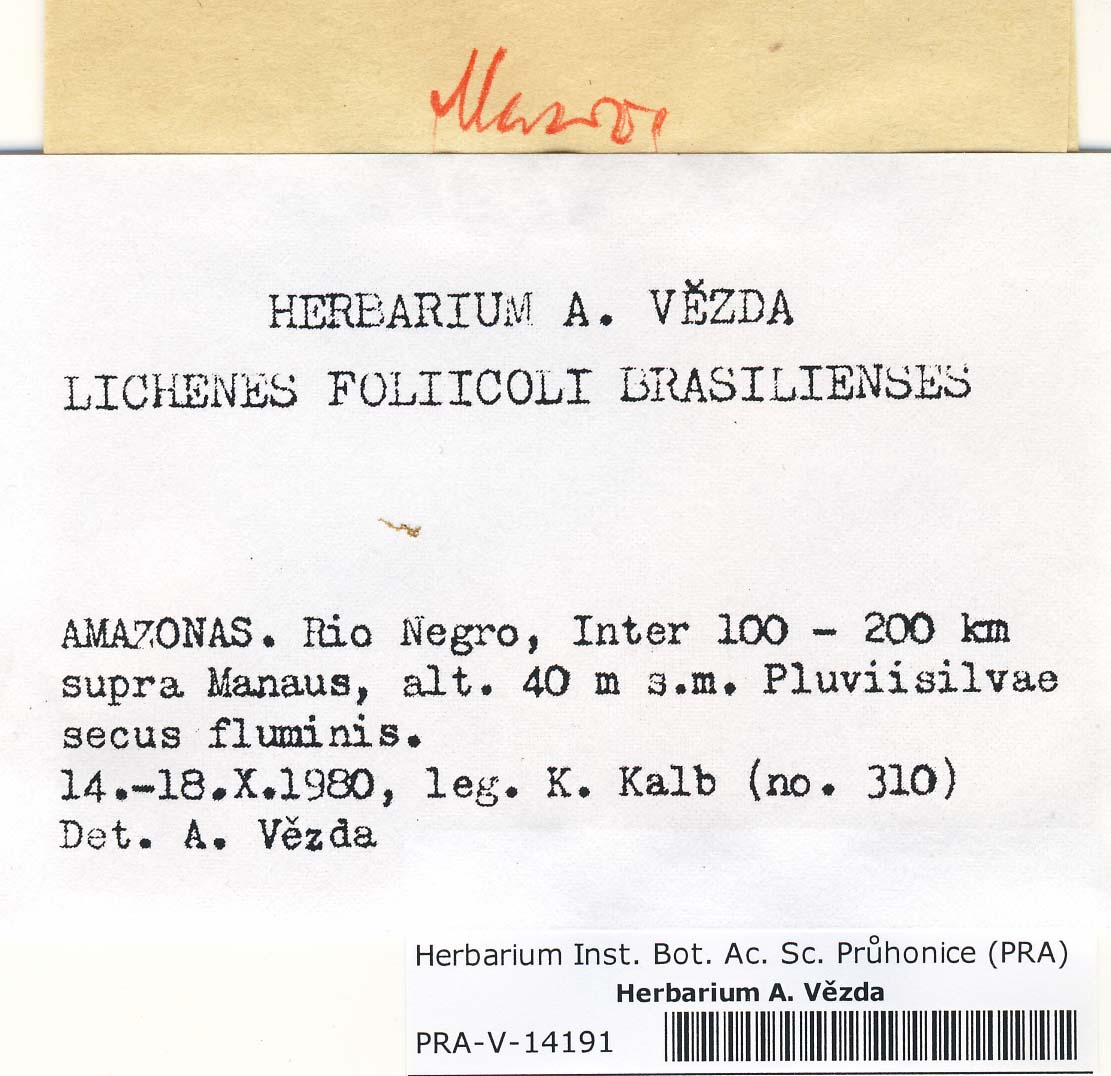 HERBARIUM A. VĚZDA
LICHENES FOLIICOLI BRASILIENSES
AMAZONAS. Rio Negro, Inter 100 - 200 km
supra Manaus, alt. 40 m s.m. Pluviisilvae
secus fluminis.
14.-18.X.1980, leg. K. Kalb (no. 310)
Det. A. Vězda
Herbarium Inst. Bot. Ac. Sc. Průhonice (PRA)
Herbarium A. Vězda
PRA-V-14191